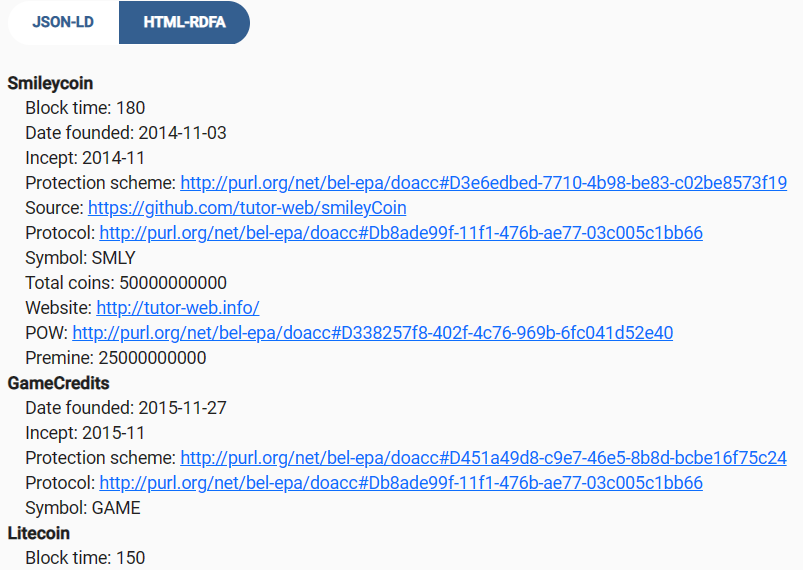 JSON-LD HTML-RDFA
Smileycoin
Block time: 180
Date founded: 2014-11-03
Incept: 2014-11
Protection scheme: http://purl.org/net/bel-epa/doacc#D3e6edbed-7710-4b98-be83-c02be8573f19
Source: https://github.com/tutor-web/smileyCoin
Protocol: http://purl.org/net/bel-epa/doacc#Db8ade99f-11f1-476b-ae77-03c005c1bb66
Symbol: SMLY
Total coins: 50000000000
Website: http://tutor-web.info/
POW: http://purl.org/net/bel-epa/doacc#D338257f8-402f-4c76-969b-6fc041d52e40
Premine: 25000000000
GameCredits
Date founded: 2015-11-27
Incept: 2015-11
Protection scheme: http://purl.org/net/bel-epa/doacc#D451a49d8-c9e7-46e5-8b8d-bcbe16f75c24
Protocol: http://purl.org/net/bel-epa/doacc#Db8ade99f-11f1-476b-ae77-03c005c1bb66
Symbol: GAME
Litecoin
Block time: 150